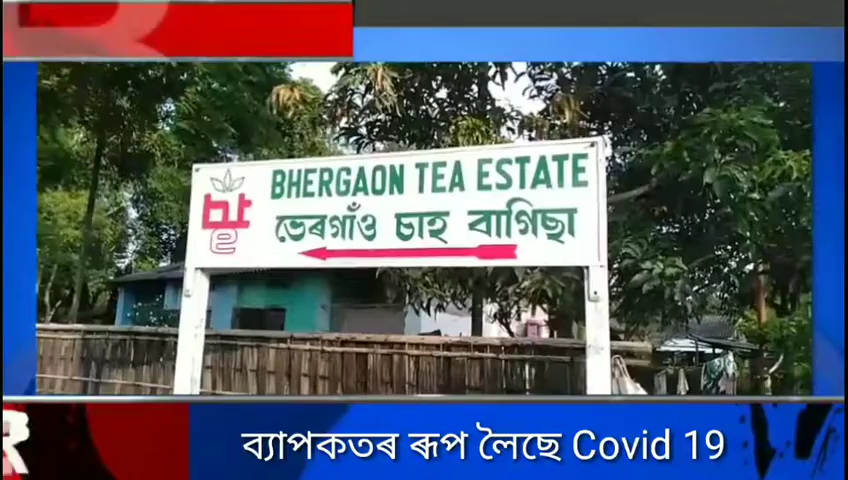 BHERGAON TEA ESTATE
ভেৰগাঁও চাহ বাগিছা
ব্যাপকতৰ ৰূপ লৈছে Covid 19